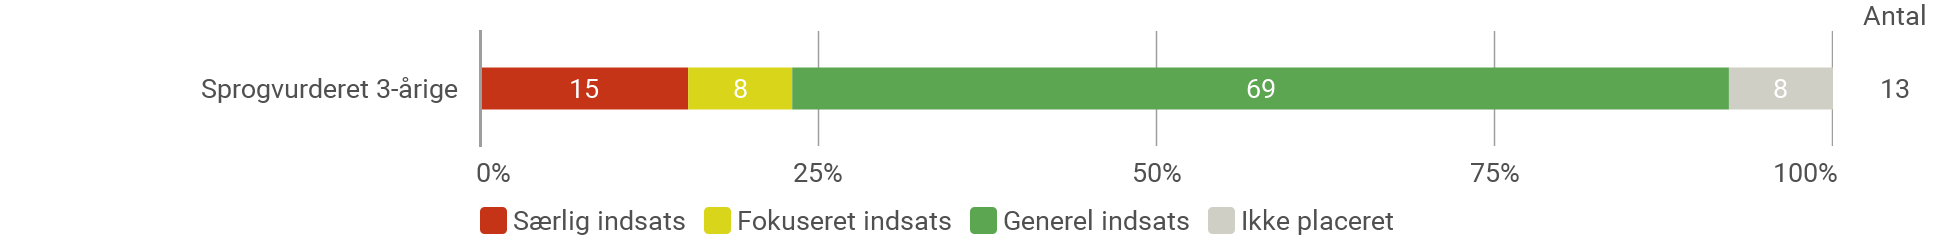 Antal
Sprogvurderet 3-årige 15 8 69 8 13
0% 25% 50% 75% 100%
Særlig indsats Fokuseret indsats Generel indsats Ikke placeret